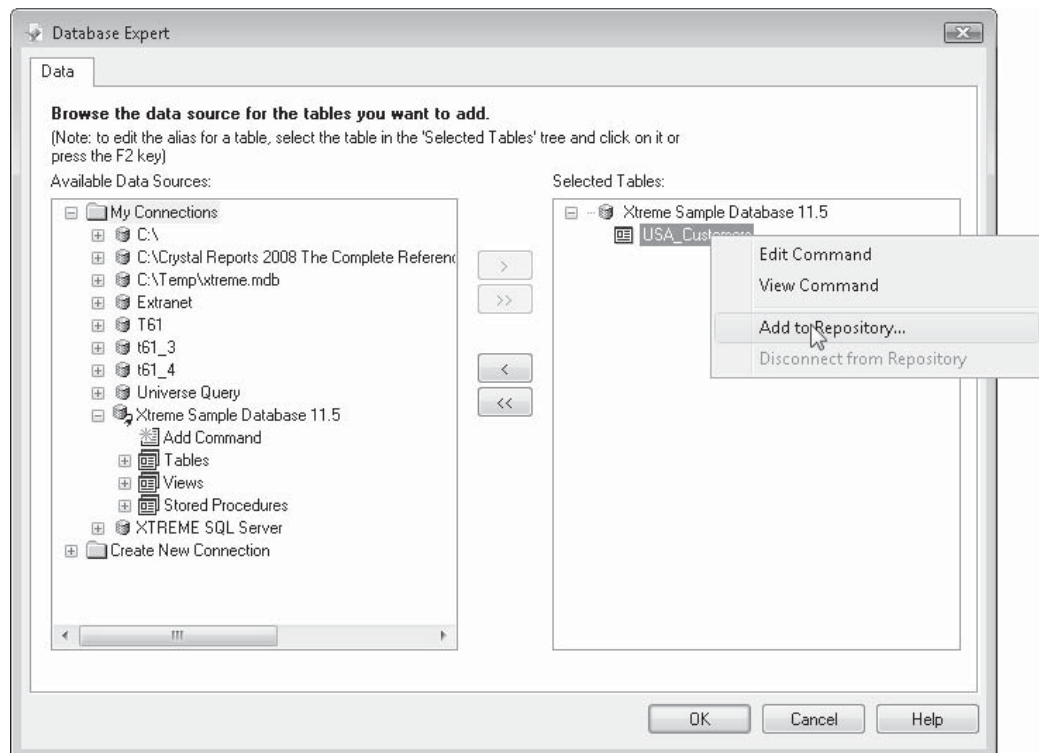 Database Expert
Data
Browse the data source for the tables you want to add.
(Note: to edit the alias for a table, select the table in the 'Selected Tables' tree and click on it or
press the F2 key)
Available Data Sources:
My Connections
C:\
C:\Crystal Reports 2008 The Complete Referenc
C:\Temp\xtreme.mdb
Extranet
T61
t61_3
t61_4
Universe Query
Xtreme Sample Database 11.5
Add Command
Tables
Views
Stored Procedures
XTREME SQL Server
Create New Connection
>
>>
<
<<
Selected Tables:
Xtreme Sample Database 11.5
USA_Customers
Edit Command
View Command
Add to Repository...
Disconnect from Repository
OK
Cancel
Help